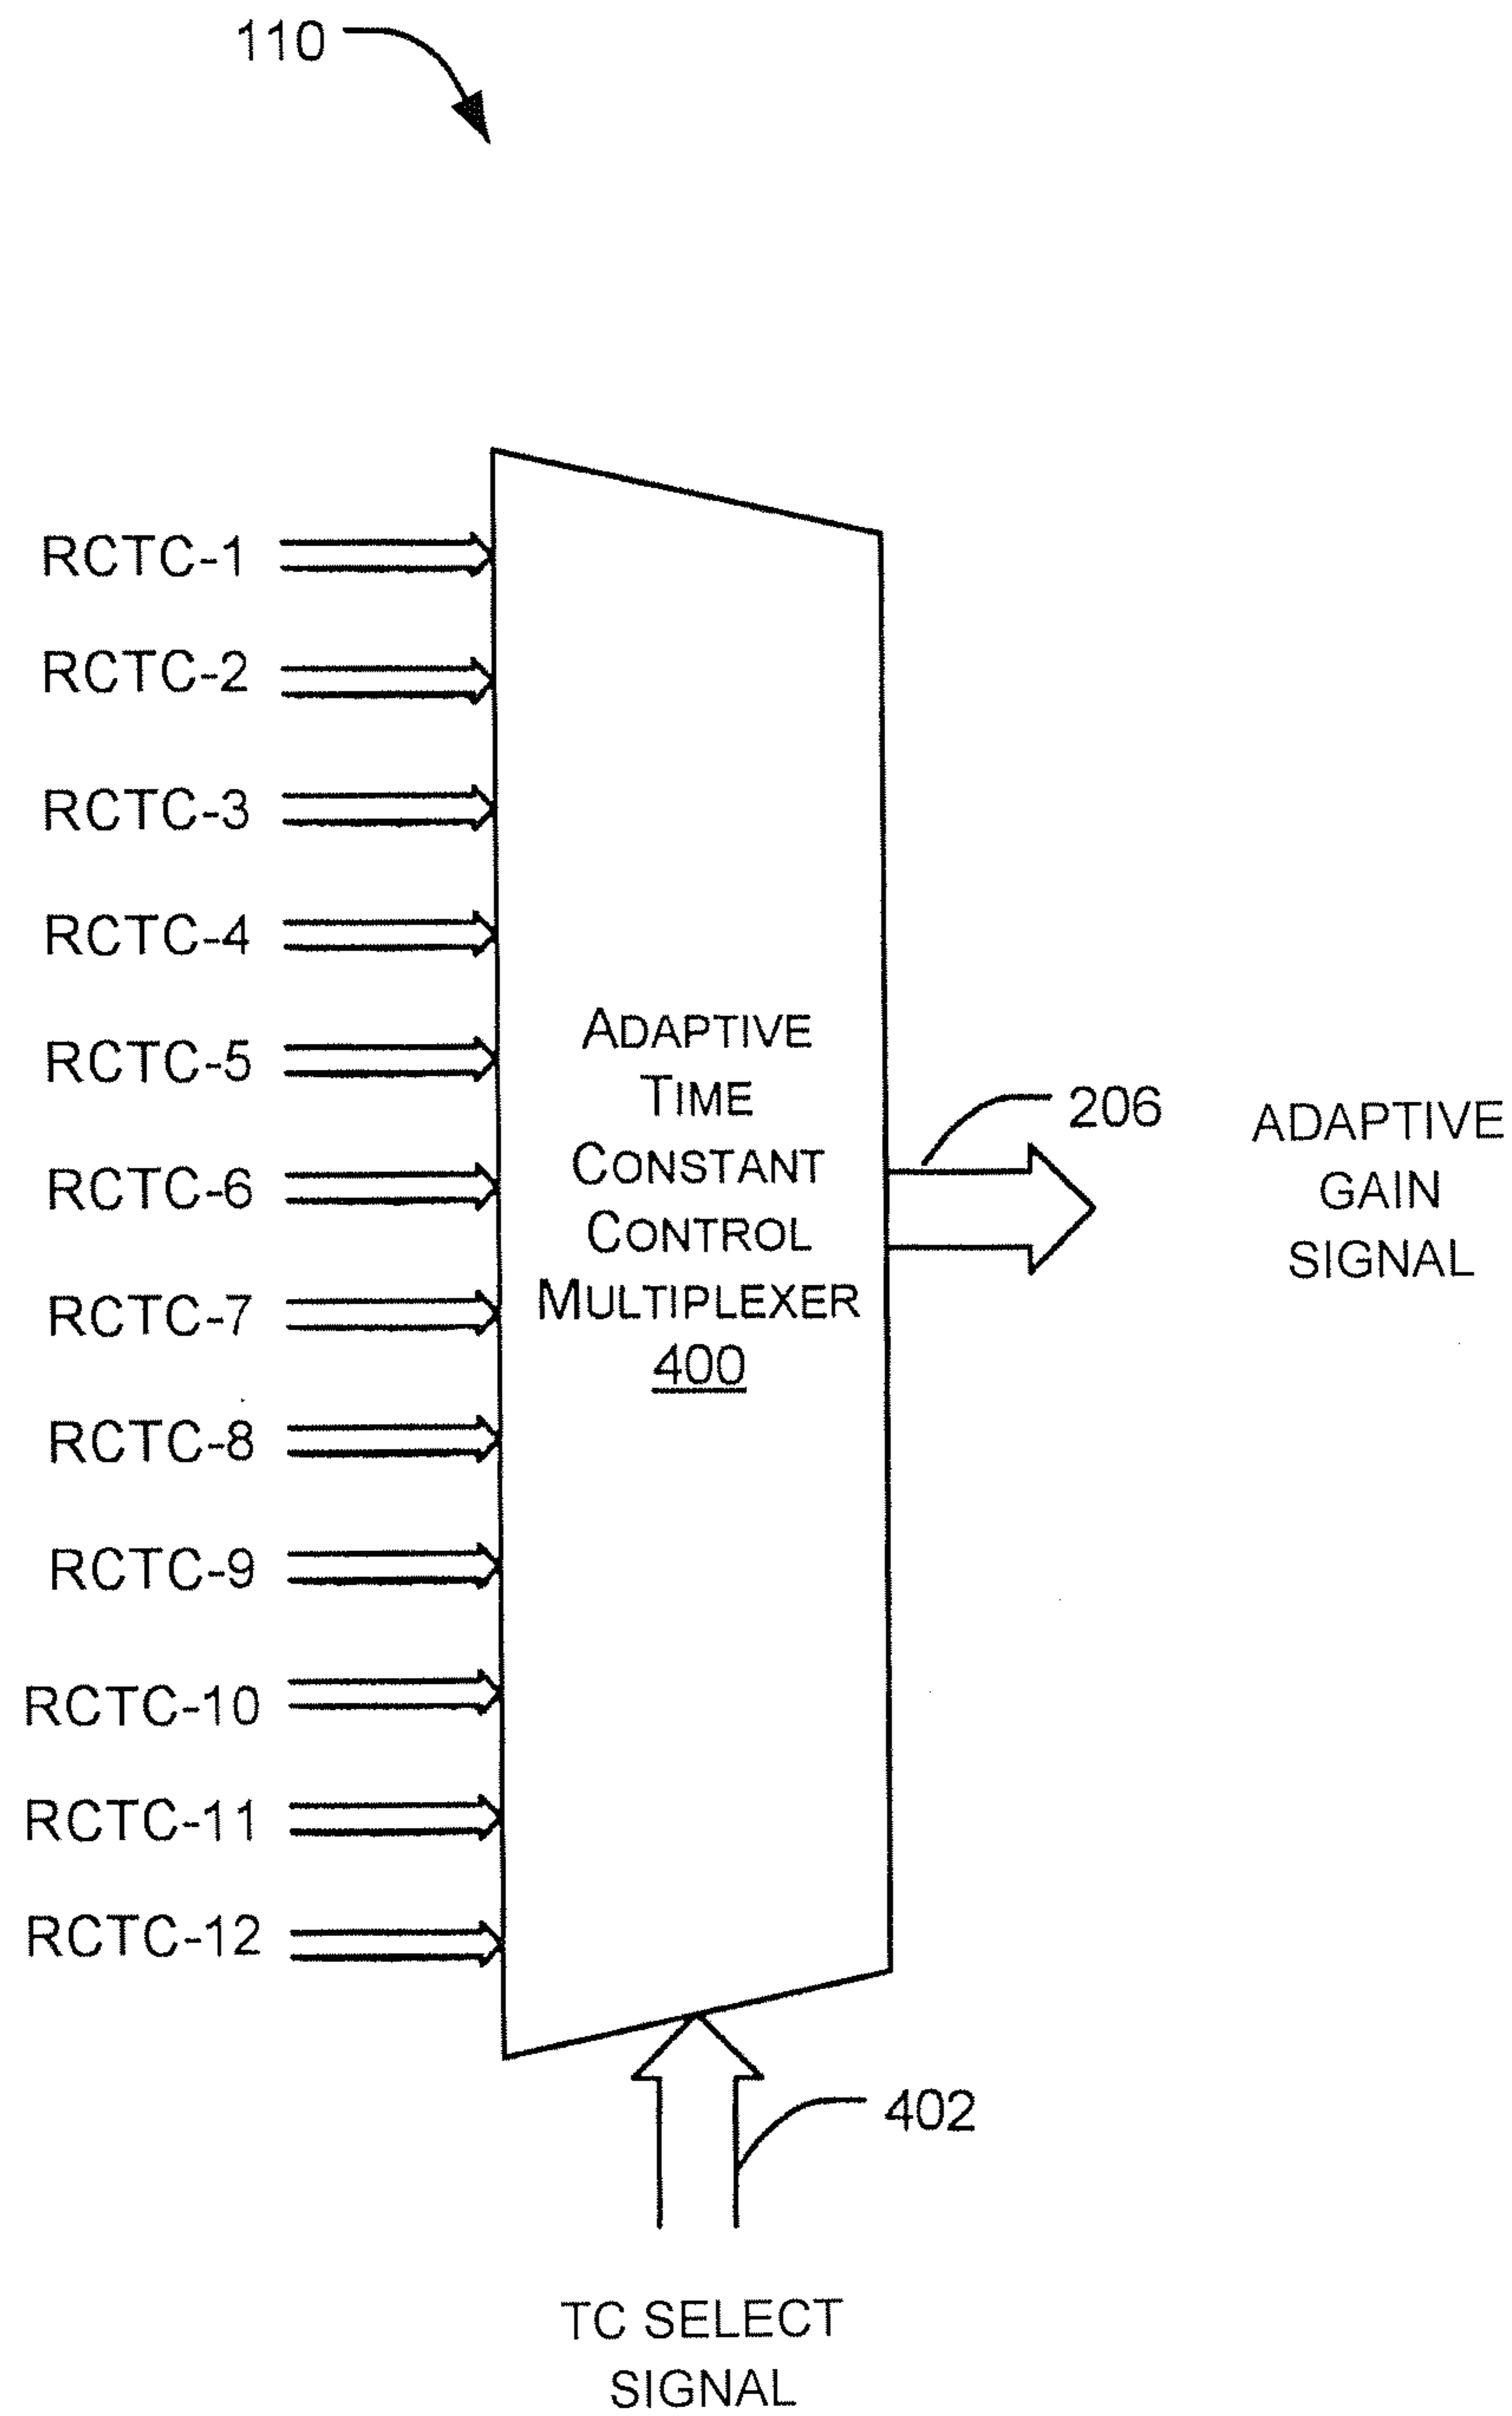 110
RCTC-1
RCTC-2
RCTC-3
RCTC-4
RCTC-5
RCTC-6
RCTC-7
RCTC-8
RCTC-9
RCTC-10
RCTC-11
RCTC-12
ADAPTIVE
TIME
CONSTANT
CONTROL
MULTIPLEXER
400
206
ADAPTIVE
GAIN
SIGNAL
402
TC SELECT
SIGNAL